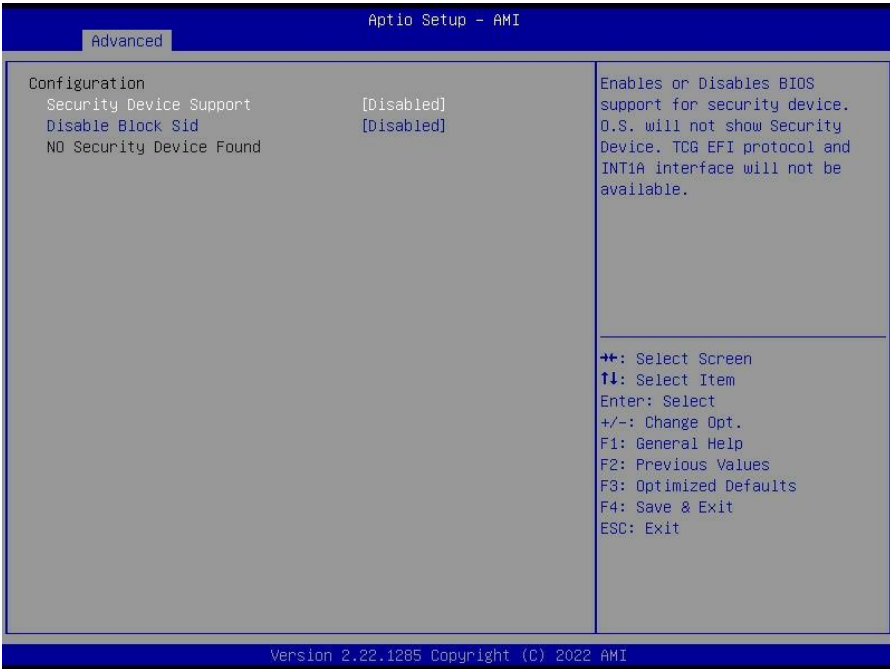 Aptio Setup - AMI
Advanced
Configuration
Security Device Support [Disabled]
Disable Block Sid [Disabled]
NO Security Device Found
Enables or Disables BIOS
support for security device.
O.S. will not show Security
Device. TCG EFI protocol and
INT1A interface will not be
available.
→←: Select Screen
↑↓: Select Item
Enter: Select
+/-: Change Opt.
F1: General Help
F2: Previous Values
F3: Optimized Defaults
F4: Save & Exit
ESC: Exit
Version 2.22.1285 Copyright (C) 2022 AMI